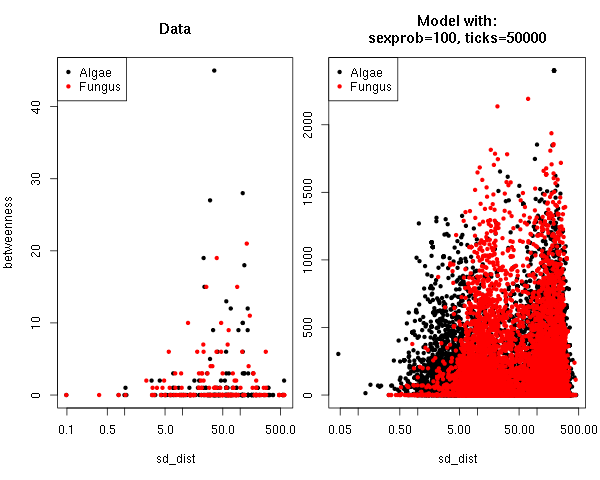 Data
Algae
Fungus
betweenness
0
10
20
30
40
0.1
0.5
5.0
50.0
500.0
sd_dist
Model with:
sexprob=100, ticks=50000
Algae
Fungus
0
500
1000
1500
2000
0.05
0.50
5.00
50.00
500.00
sd_dist